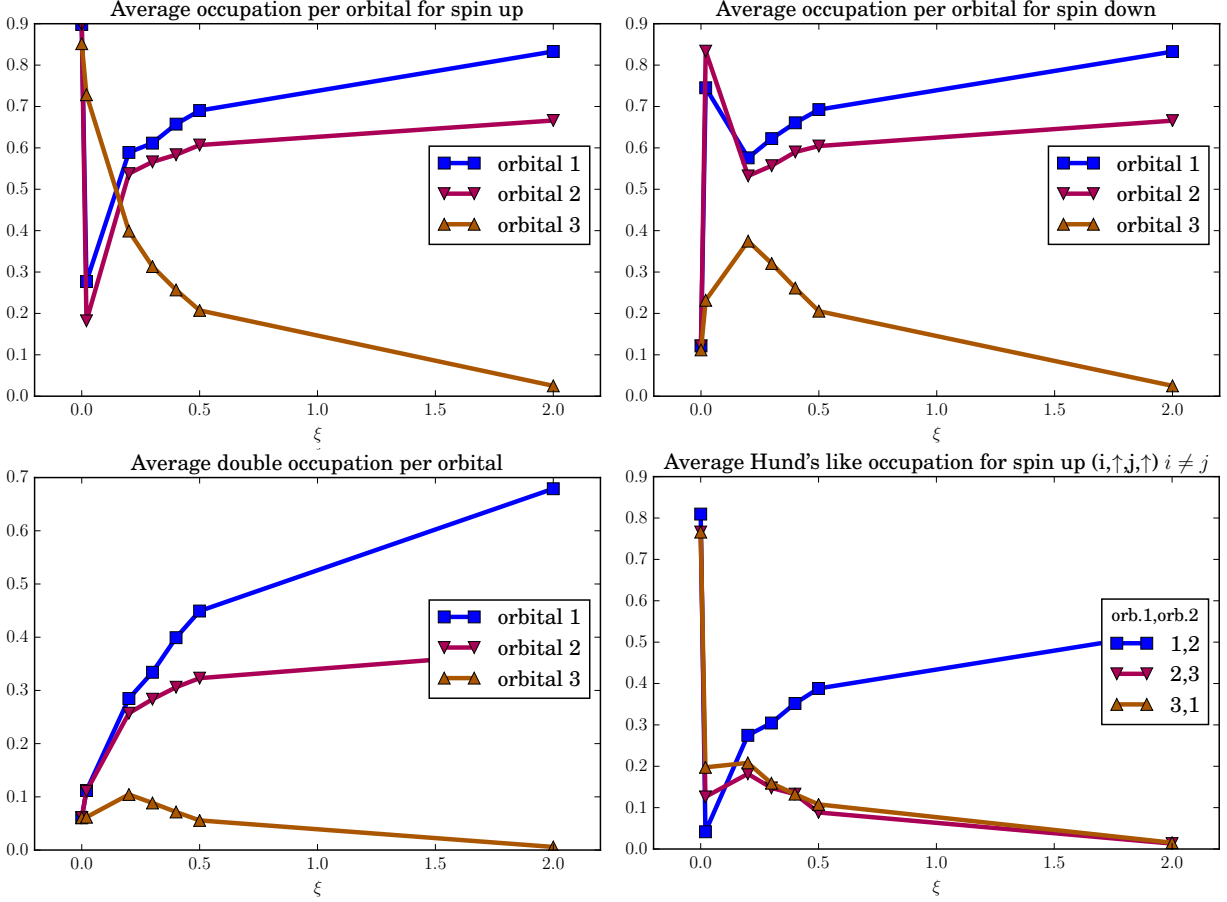 Average occupation per orbital for spin up
0.9
0.8
0.7
0.6
0.5
0.4
0.3
0.2
0.1
0.0
orbital 1
orbital 2
orbital 3
0.0 0.5 1.0 1.5 2.0
ξ
Average occupation per orbital for spin down
0.9
0.8
0.7
0.6
0.5
0.4
0.3
0.2
0.1
0.0
orbital 1
orbital 2
orbital 3
0.0 0.5 1.0 1.5 2.0
ξ
Average double occupation per orbital
0.7
0.6
0.5
0.4
0.3
0.2
0.1
0.0
orbital 1
orbital 2
orbital 3
0.0 0.5 1.0 1.5 2.0
ξ
Average Hund's like occupation for spin up (i,↑,j,↑) i ≠ j
0.9
0.8
0.7
0.6
0.5
0.4
0.3
0.2
0.1
0.0
orb.1,orb.2
1,2
2,3
3,1
0.0 0.5 1.0 1.5 2.0
ξ